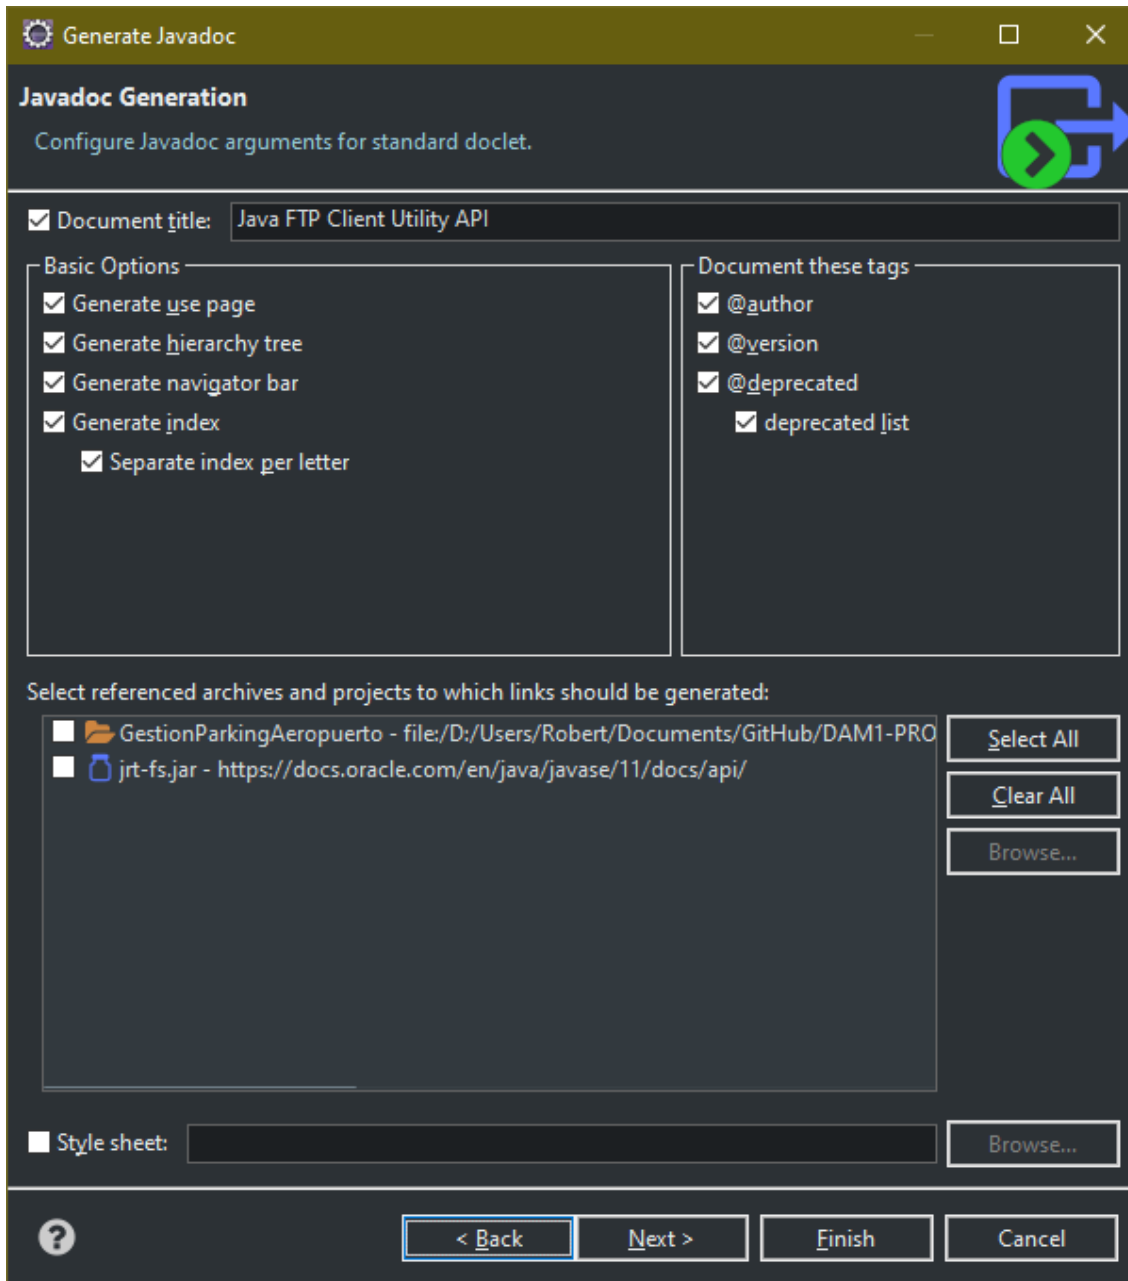 Generate Javadoc
Javadoc Generation
Configure Javadoc arguments for standard doclet.
Document title: Java FTP Client Utility API
Basic Options
Generate use page
Generate hierarchy tree
Generate navigator bar
Generate index
Separate index per letter
Document these tags
@author
@version
@deprecated
deprecated list
Select referenced archives and projects to which links should be generated:
GestionParkingAeropuerto - file:/D:/Users/Robert/Documents/GitHub/DAM1-PRO
jrt-fs.jar - https://docs.oracle.com/en/java/javase/11/docs/api/
Select All
Clear All
Browse...
Style sheet:
Browse...
?
< Back
Next >
Finish
Cancel